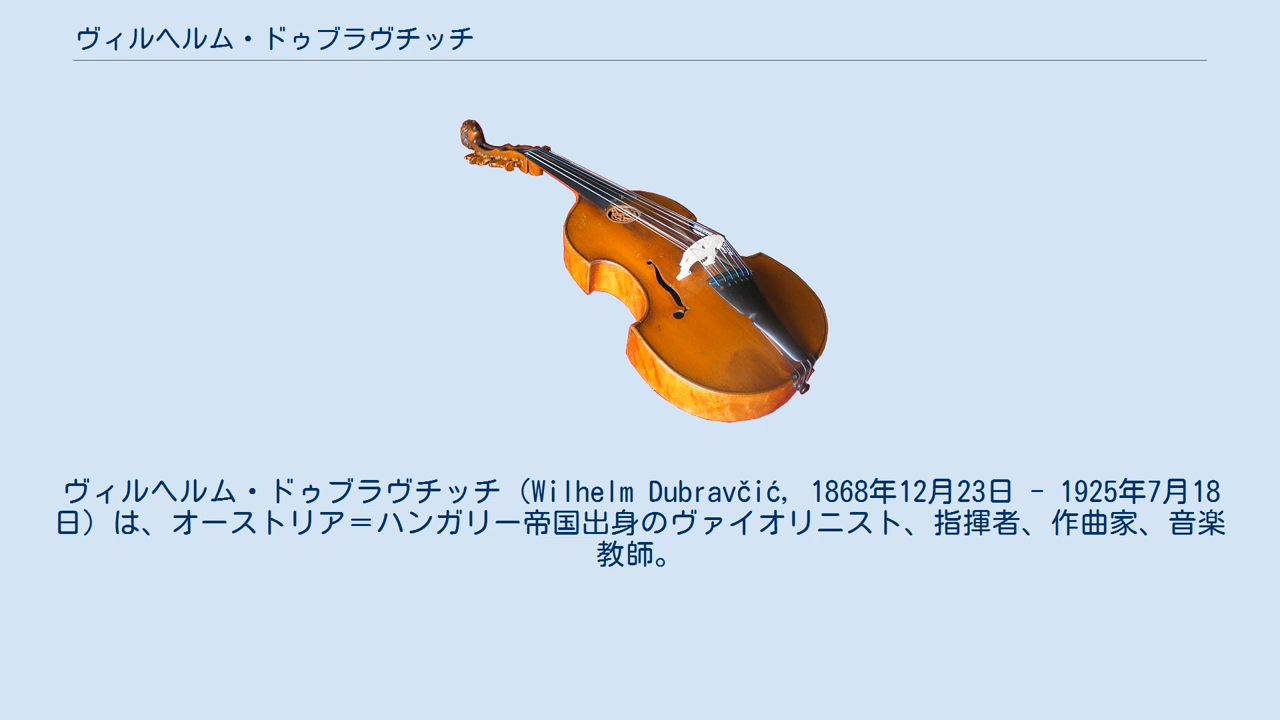 ヴィルヘルム・ドゥブラヴチッチ
ヴィルヘルム・ドゥブラヴチッチ（Wilhelm Dubravčić, 1868年12月23日 - 1925年7月18
日）は、オーストリア＝ハンガリー帝国出身のヴァイオリニスト、指揮者、作曲家、音楽
教師。